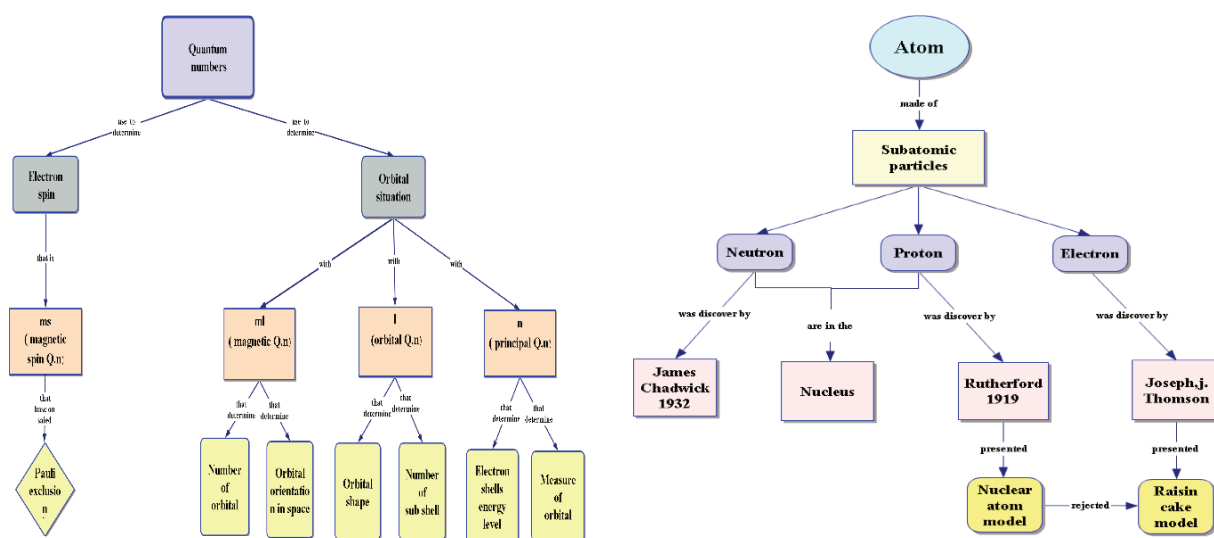 Quantum
numbers
use to
determine
use to
determine
Electron
spin
Orbital
situation
that is
with
with
with
ms
( magnetic
spin Q.n)
ml
( magnetic Q.n)
l
(orbital Q.n)
n
( principal Q.n)
that
base on
that
determine
that
determine
that
determine
that
determine
that
determine
that
determine
Pauli
exclusio
n
Number
of
orbital
Orbital
orientatio
n in space
Orbital
shape
Number
of
sub shell
Electron
shells
energy
level
Measure
of
orbital
Atom
made of
Subatomic
particles
Neutron
Proton
Electron
was discover by
are in the
was discover by
was discover by
James
Chadwick
1932
Nucleus
Rutherford
1919
Joseph,j.
Thomson
presented
presented
Nuclear
atom
model
rejected
Raisin
cake
model